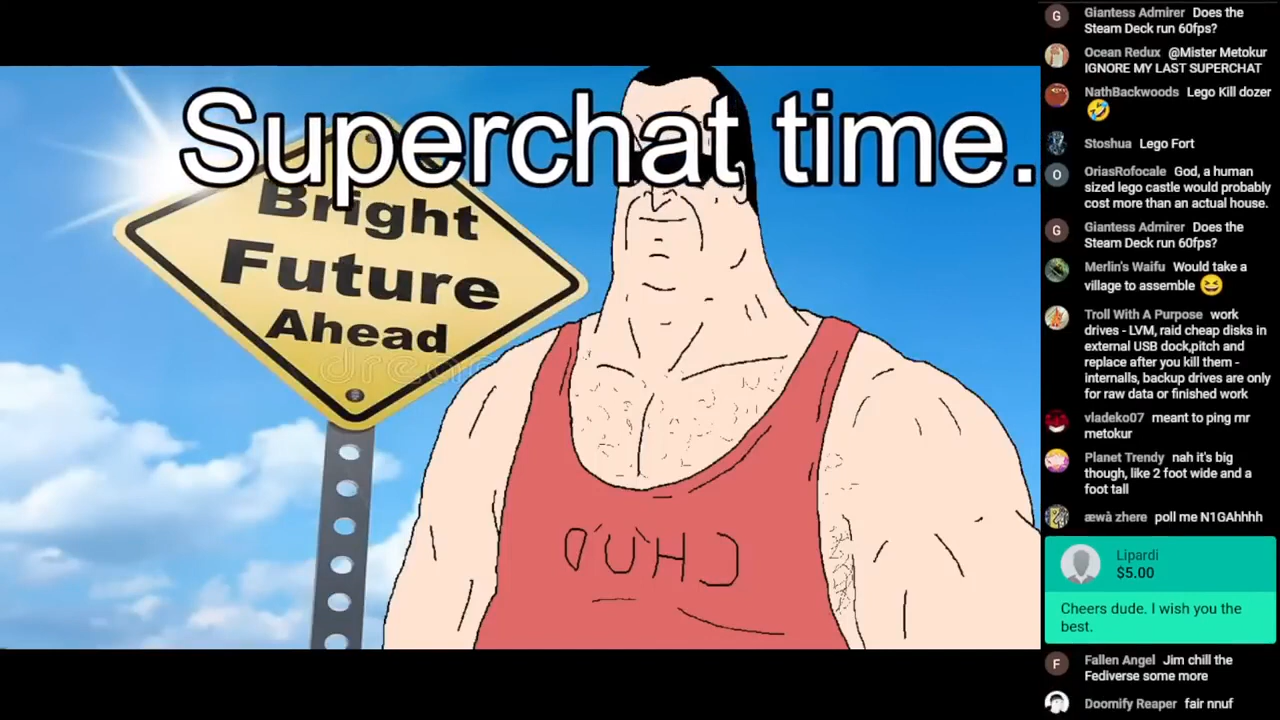 Superchat time.
Bright
Future
Ahead
CHUD
Giantess Admirer Does the
Steam Deck run 60fps?
Ocean Redux @Mister Metokur
IGNORE MY LAST SUPERCHAT
NathBackwoods Lego Kill dozer
🤣
Stoshua Lego Fort
OriasRofocale God, a human
sized lego castle would probably
cost more than an actual house.
Giantess Admirer Does the
Steam Deck run 60fps?
Merlin's Waifu Would take a
village to assemble 😆
Troll With A Purpose work
drives - LVM, raid cheap disks in
external USB dock,pitch and
replace after you kill them -
internalls, backup drives are only
for raw data or finished work
vladeko07 meant to ping mr
metokur
Planet Trendy nah it's big
though, like 2 foot wide and a
foot tall
æwà zhere poll me N1GAhhhh
Lipardi
$5.00
Cheers dude. I wish you the
best.
Fallen Angel Jim chill the
Fediverse some more
Doomify Reaper fair nnuf